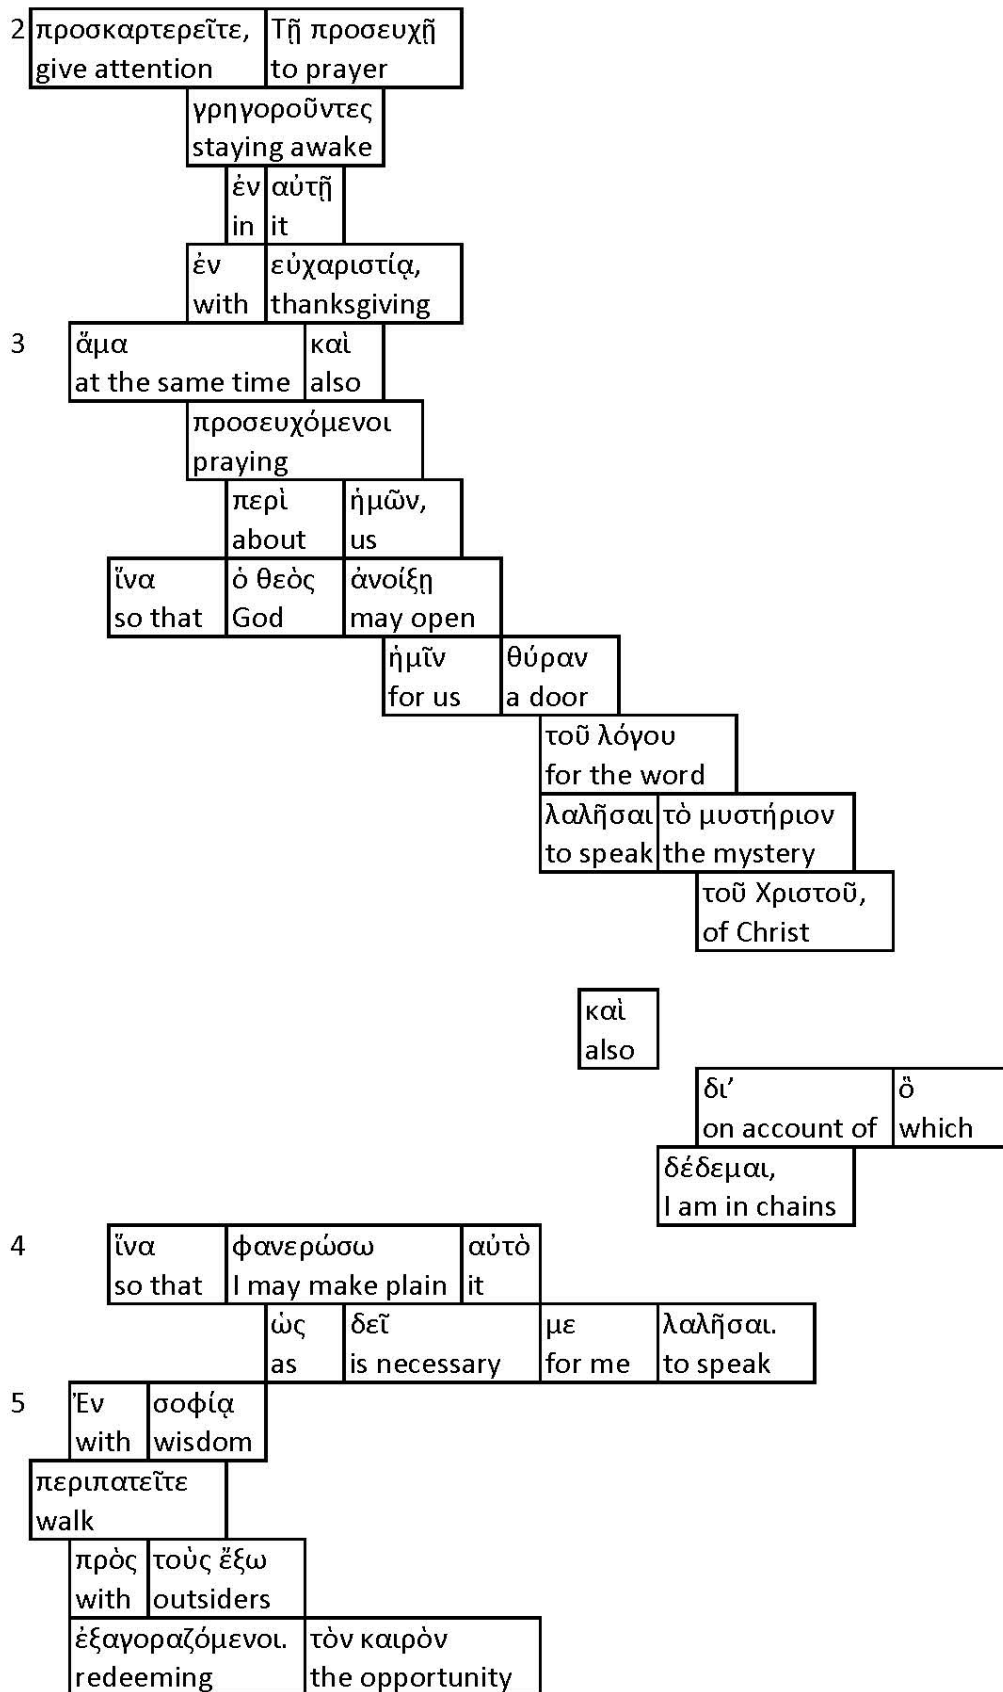 2 προσκαρτερεῖτε, Τῇ προσευχῇ
give attention to prayer
γρηγοροῦντες
staying awake
ἐν αὐτῇ
in it
ἐν εὐχαριστίᾳ,
with thanksgiving
3 ἅμα καὶ
at the same time also
προσευχόμενοι
praying
περὶ ἡμῶν,
about us
ἵνα ὁ θεὸς ἀνοίξῃ
so that God may open
ἡμῖν θύραν
for us a door
τοῦ λόγου
for the word
λαλῆσαι τὸ μυστήριον
to speak the mystery
τοῦ Χριστοῦ,
of Christ
καὶ
also
δι’ ὃ
on account of which
δέδεμαι,
I am in chains
4 ἵνα φανερώσω αὐτὸ
so that I may make plain it
ὡς δεῖ με λαλῆσαι.
as is necessary for me to speak
5 Ἐν σοφίᾳ
with wisdom
περιπατεῖτε
walk
πρὸς τοὺς ἔξω
with outsiders
ἐξαγοραζόμενοι. τὸν καιρὸν
redeeming the opportunity